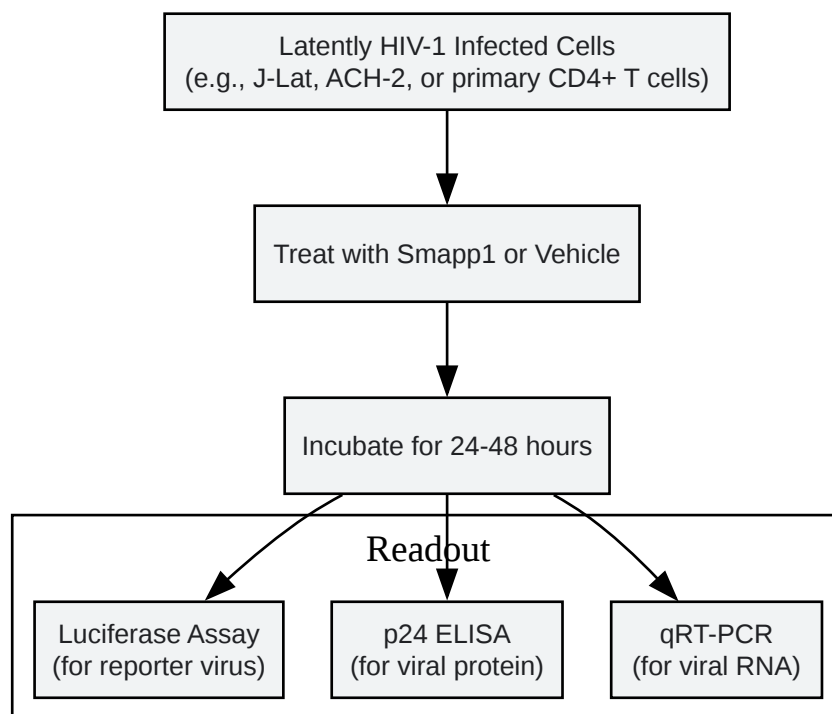 Latently HIV-1 Infected Cells
(e.g., J-Lat, ACH-2, or primary CD4+ T cells)
Treat with Smapp1 or Vehicle
Incubate for 24-48 hours
Readout
Luciferase Assay
(for reporter virus)
p24 ELISA
(for viral protein)
qRT-PCR
(for viral RNA)